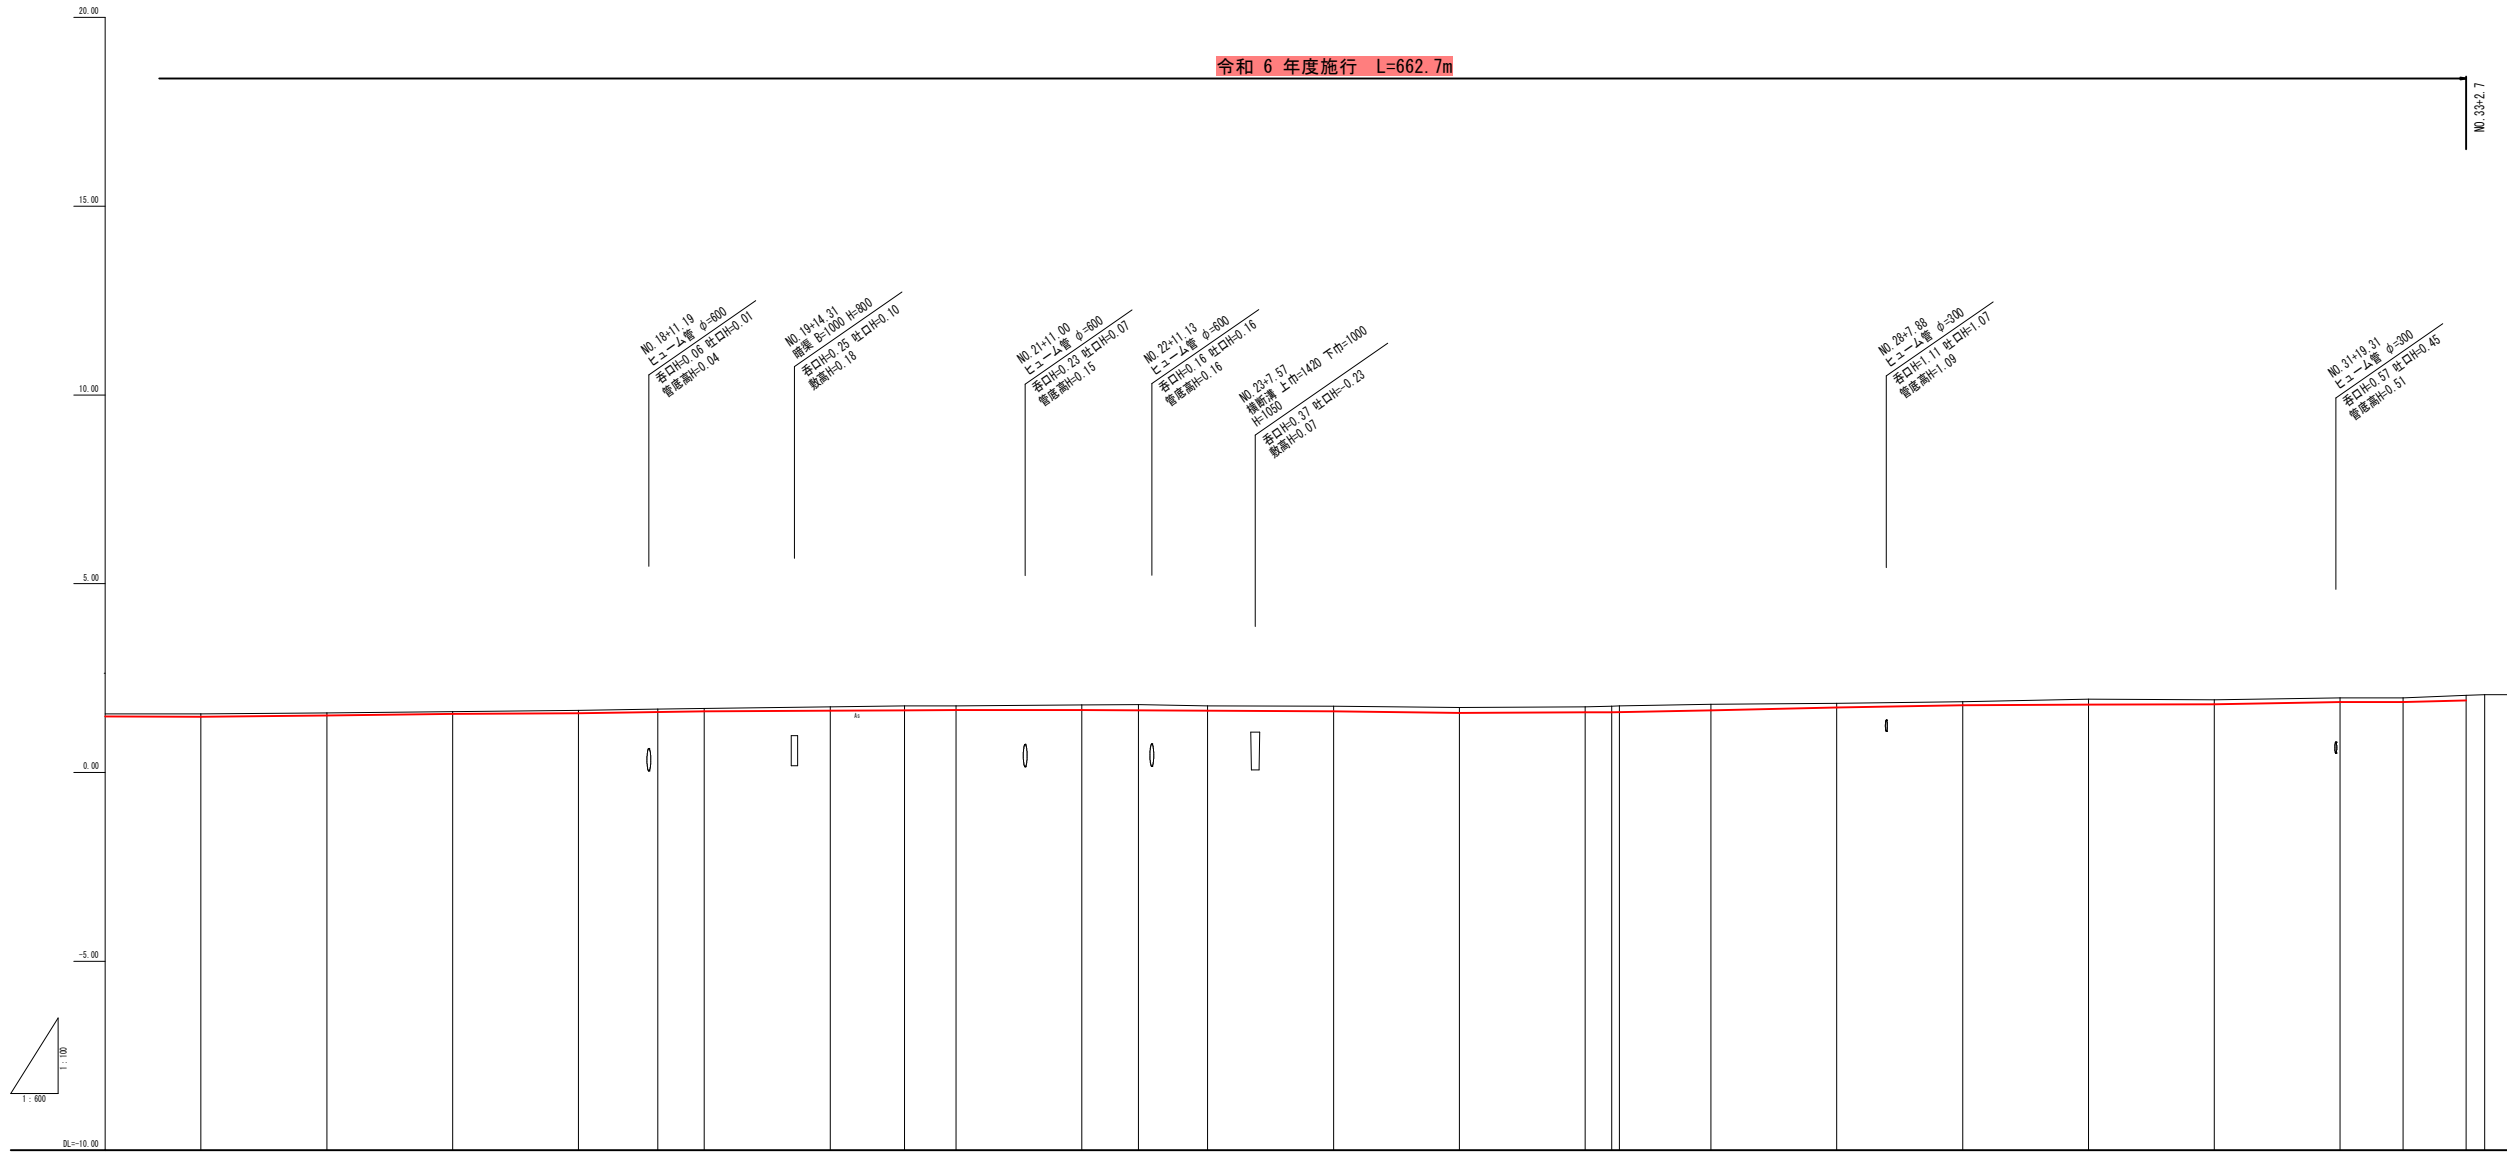 20.00
令和 6 年度施行 L=662.7m
NO.33+2.7
15.00
NO.18+11.19
ヒューム管 φ=600
呑口H=0.06 吐口H=0.01
管底高H=0.04
NO.19+14.31
暗渠 B=1000 H=800
呑口H=0.25 吐口H=0.10
敷高H=0.18
NO.21+11.00
ヒューム管 φ=600
呑口H=0.23 吐口H=0.07
管底高H=0.15
NO.22+11.13
ヒューム管 φ=600
呑口H=0.16 吐口H=0.16
管底高H=0.16
NO.23+7.57
横断溝 上巾=1420 下巾=1000
H=1050
呑口H=0.37 吐口H=-0.23
敷高H=0.07
NO.28+7.88
ヒューム管 φ=300
呑口H=1.11 吐口H=1.07
管底高H=1.09
NO.31+19.31
ヒューム管 φ=300
呑口H=0.57 吐口H=0.45
管底高H=0.51
10.00
5.00
As
0.00
-5.00
1:100
1:600
DL=-10.00